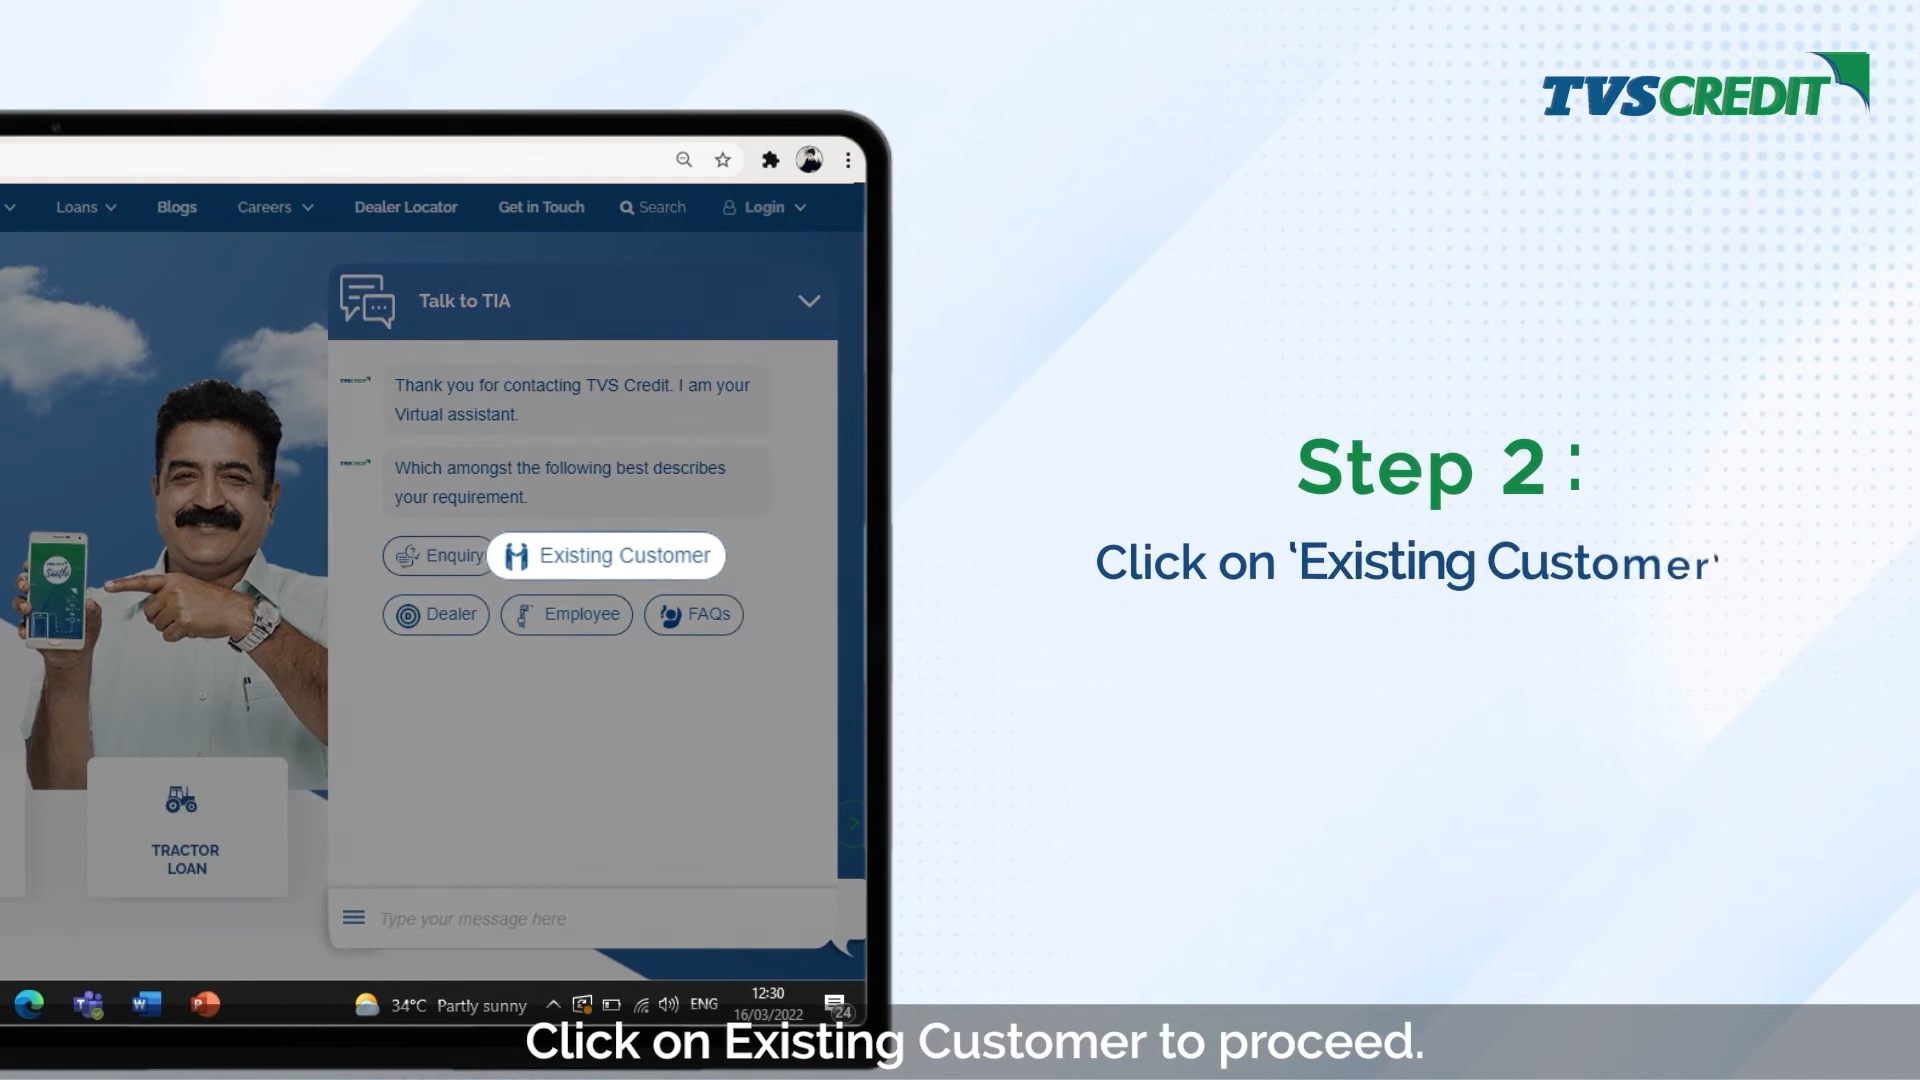 TVSCREDIT
Loans
Blogs
Careers
Dealer Locator
Get in Touch
Search
Login
Talk to TIA
Thank you for contacting TVS Credit. I am your
Virtual assistant.
Which amongst the following best describes
your requirement.
Enquiry
Existing Customer
Dealer
Employee
FAQs
TRACTOR
LOAN
Type your message here
34°C Partly sunny
ENG
12:30
16/03/2022
24
Step 2 :
Click on ‘Existing Customer’
Click on Existing Customer to proceed.